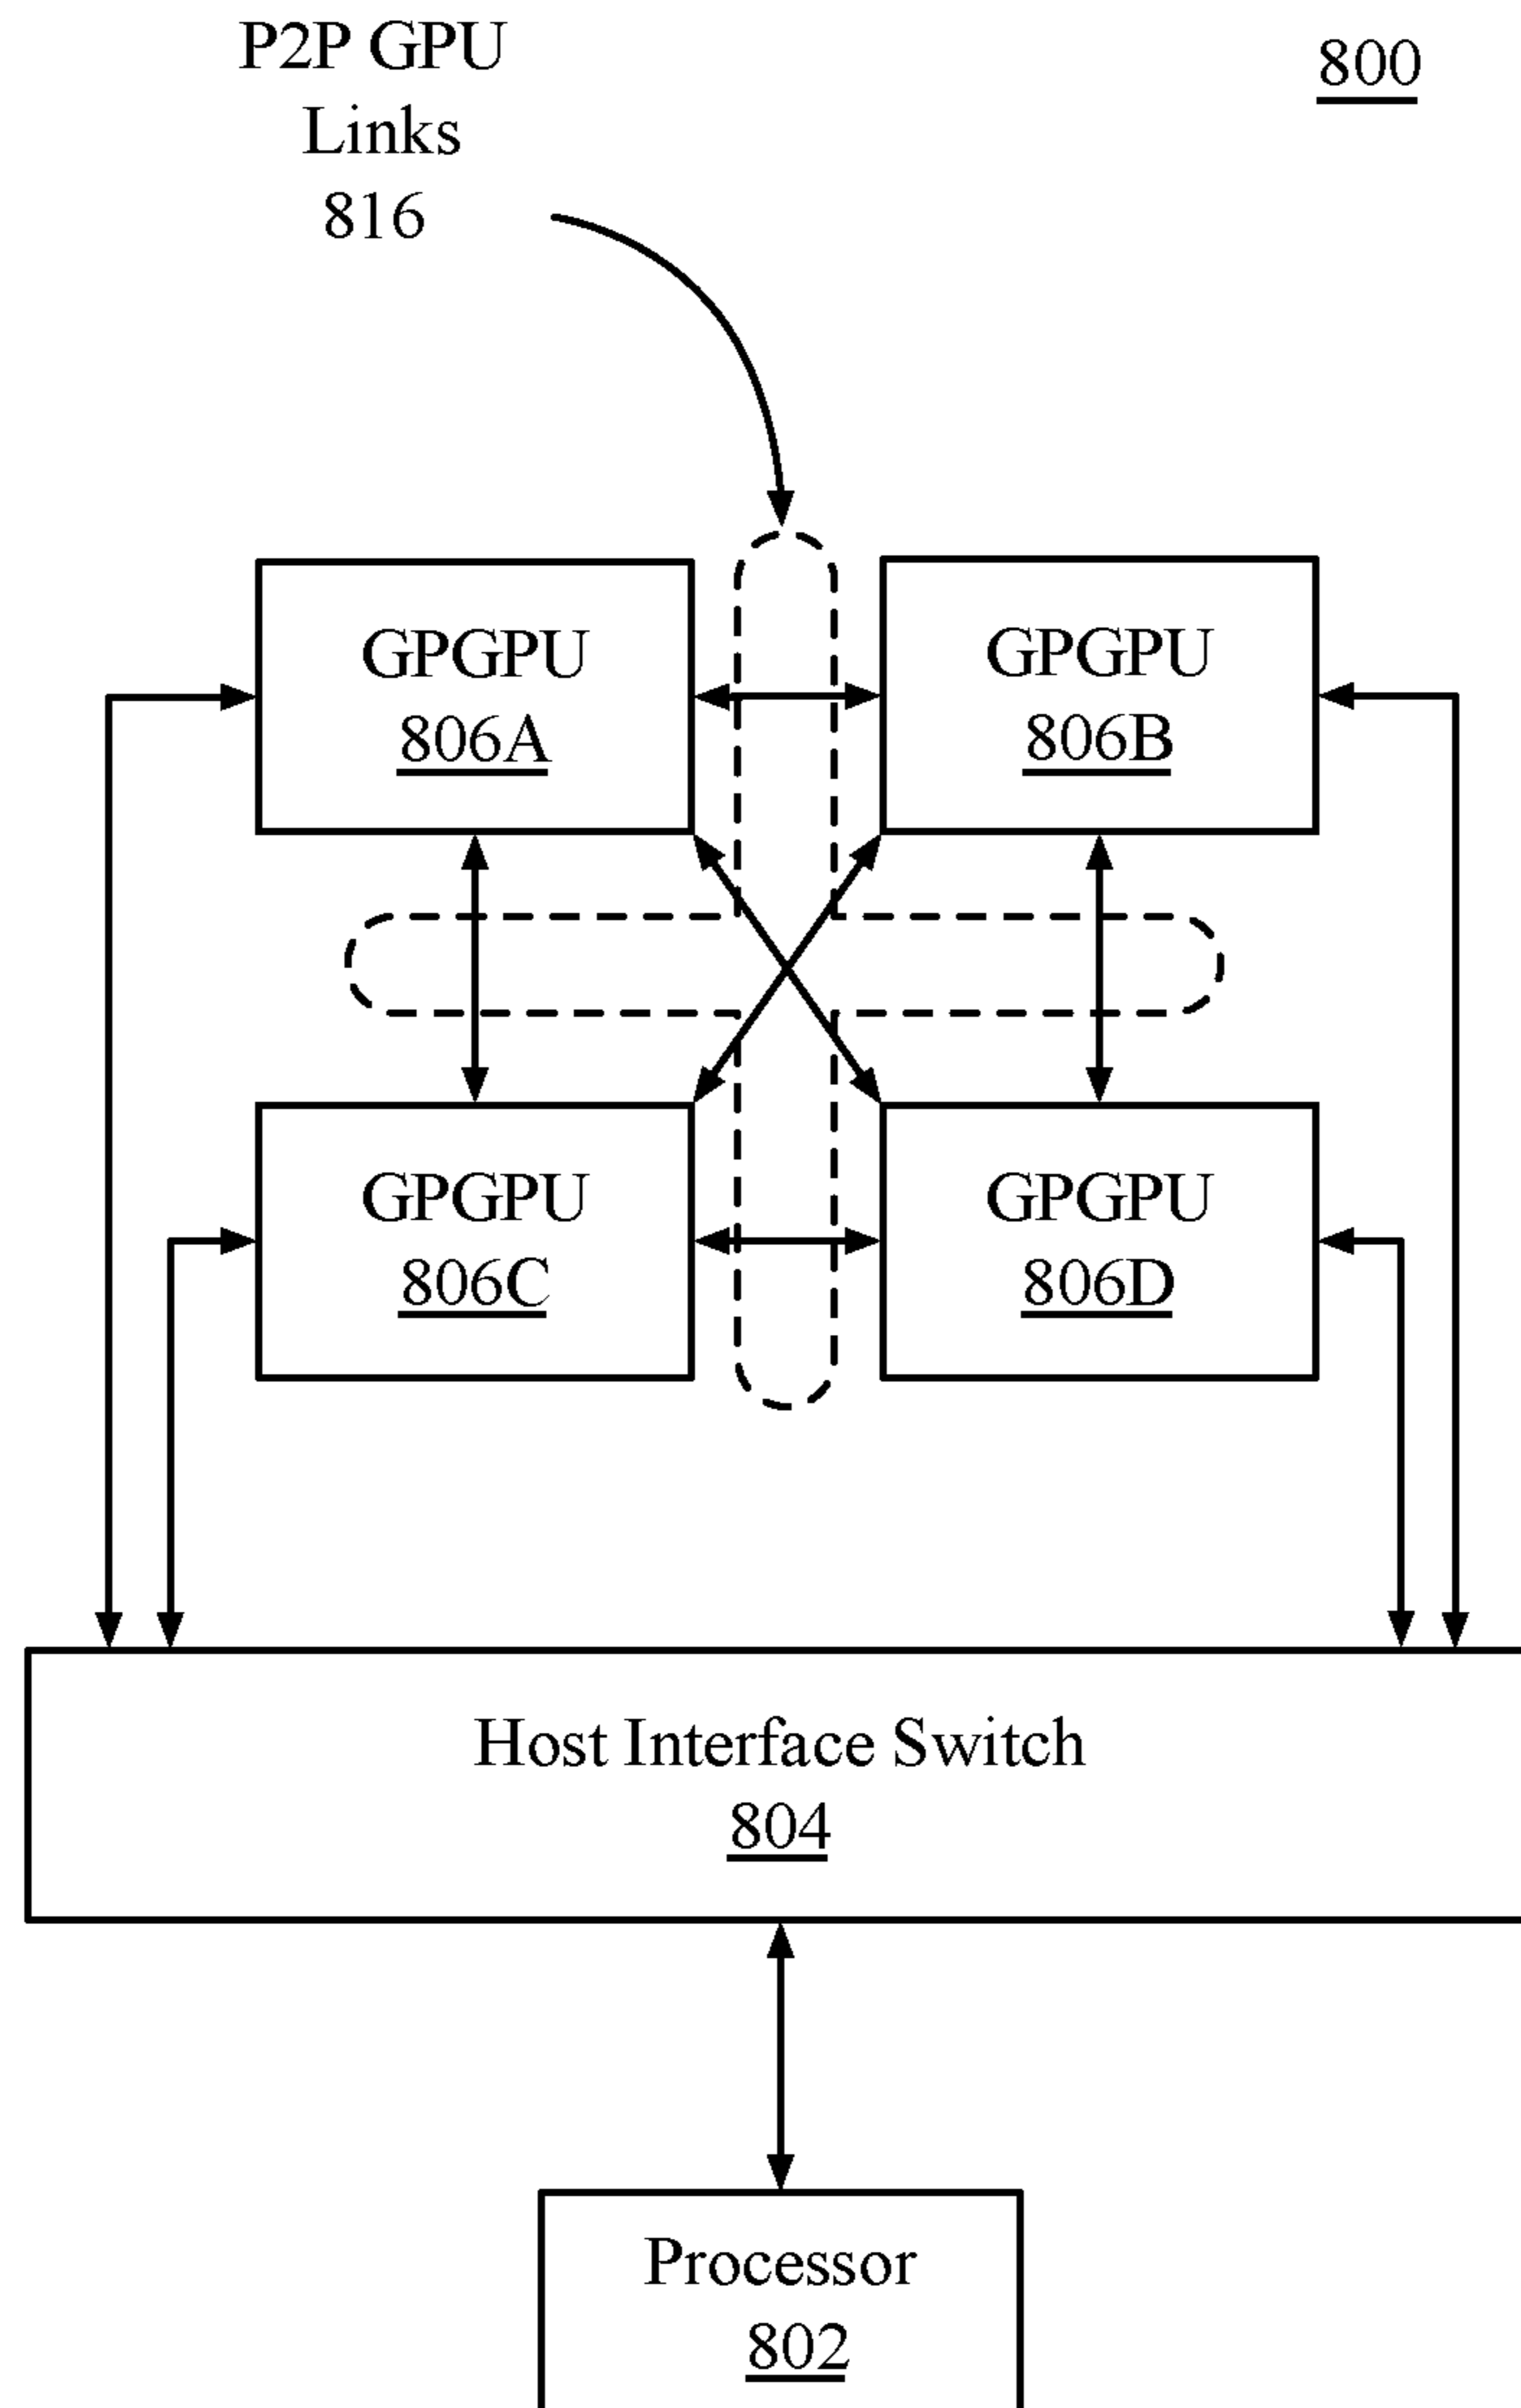 P2P GPU
Links
816
800
GPGPU
806A
GPGPU
806B
GPGPU
806C
GPGPU
806D
Host Interface Switch
804
Processor
802